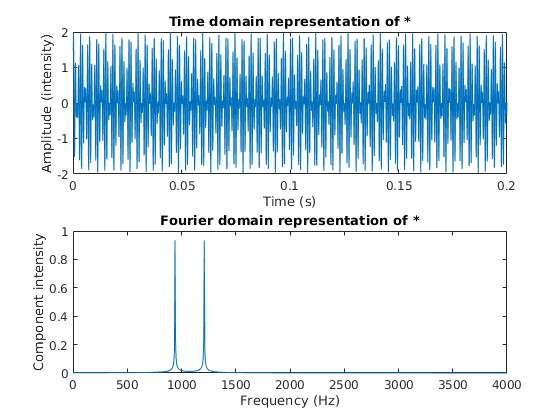 Time domain representation of *
Amplitude (intensity)
2
1
0
-1
-2
0 0.05 0.1 0.15 0.2
Time (s)
Fourier domain representation of *
Component intensity
1
0.8
0.6
0.4
0.2
0
0 500 1000 1500 2000 2500 3000 3500 4000
Frequency (Hz)